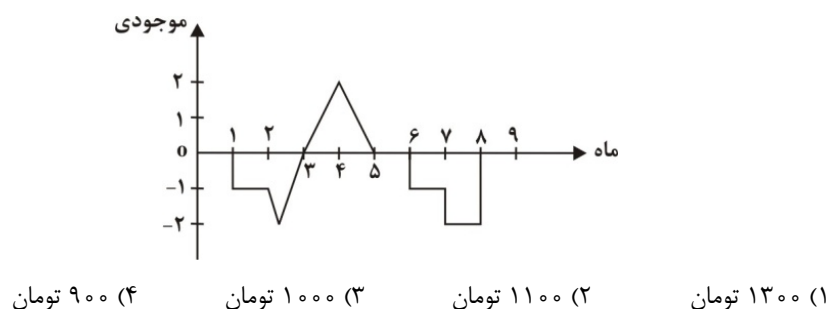 موجودی
۲
۱
۰
-۱
-۲
۱ ۲ ۳ ۴ ۵ ۶ ۷ ۸ ۹
ماه
۱) ۱۳۰۰ تومان ۲) ۱۱۰۰ تومان ۳) ۱۰۰۰ تومان ۴) ۹۰۰ تومان